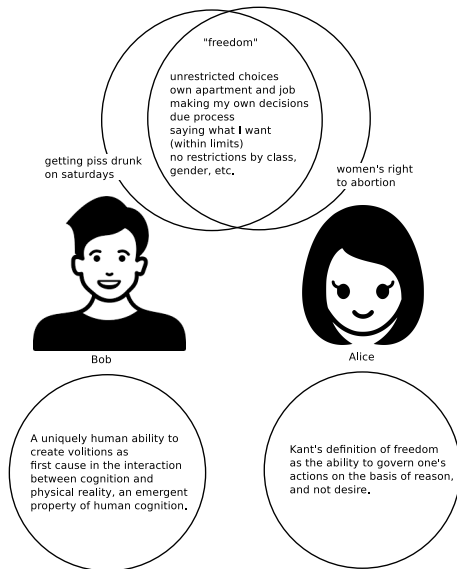 "freedom"
unrestricted choices
own apartment and job
making my own decisions
due process
saying what I want
(within limits)
no restrictions by class,
gender, etc.
getting piss drunk
on saturdays
women's right
to abortion
Bob
Alice
A uniquely human ability to
create volitions as
first cause in the interaction
between cognition and
physical reality, an emergent
property of human cognition.
Kant's definition of freedom
as the ability to govern one's
actions on the basis of reason,
and not desire.